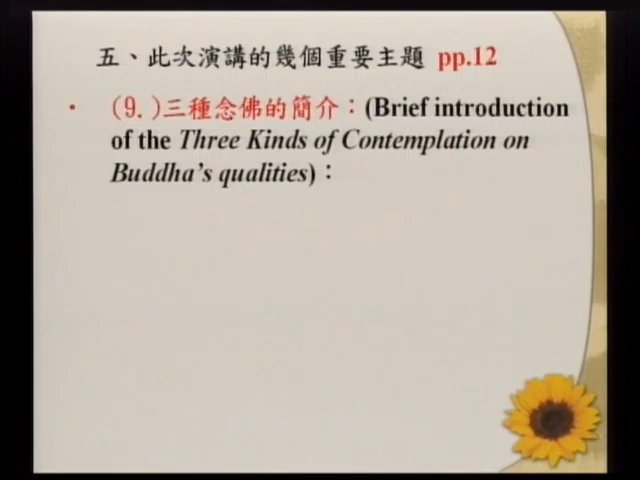 五、此次演講的幾個重要主題 pp.12
• (9.)三種念佛的簡介：(Brief introduction
of the Three Kinds of Contemplation on
Buddha's qualities)：